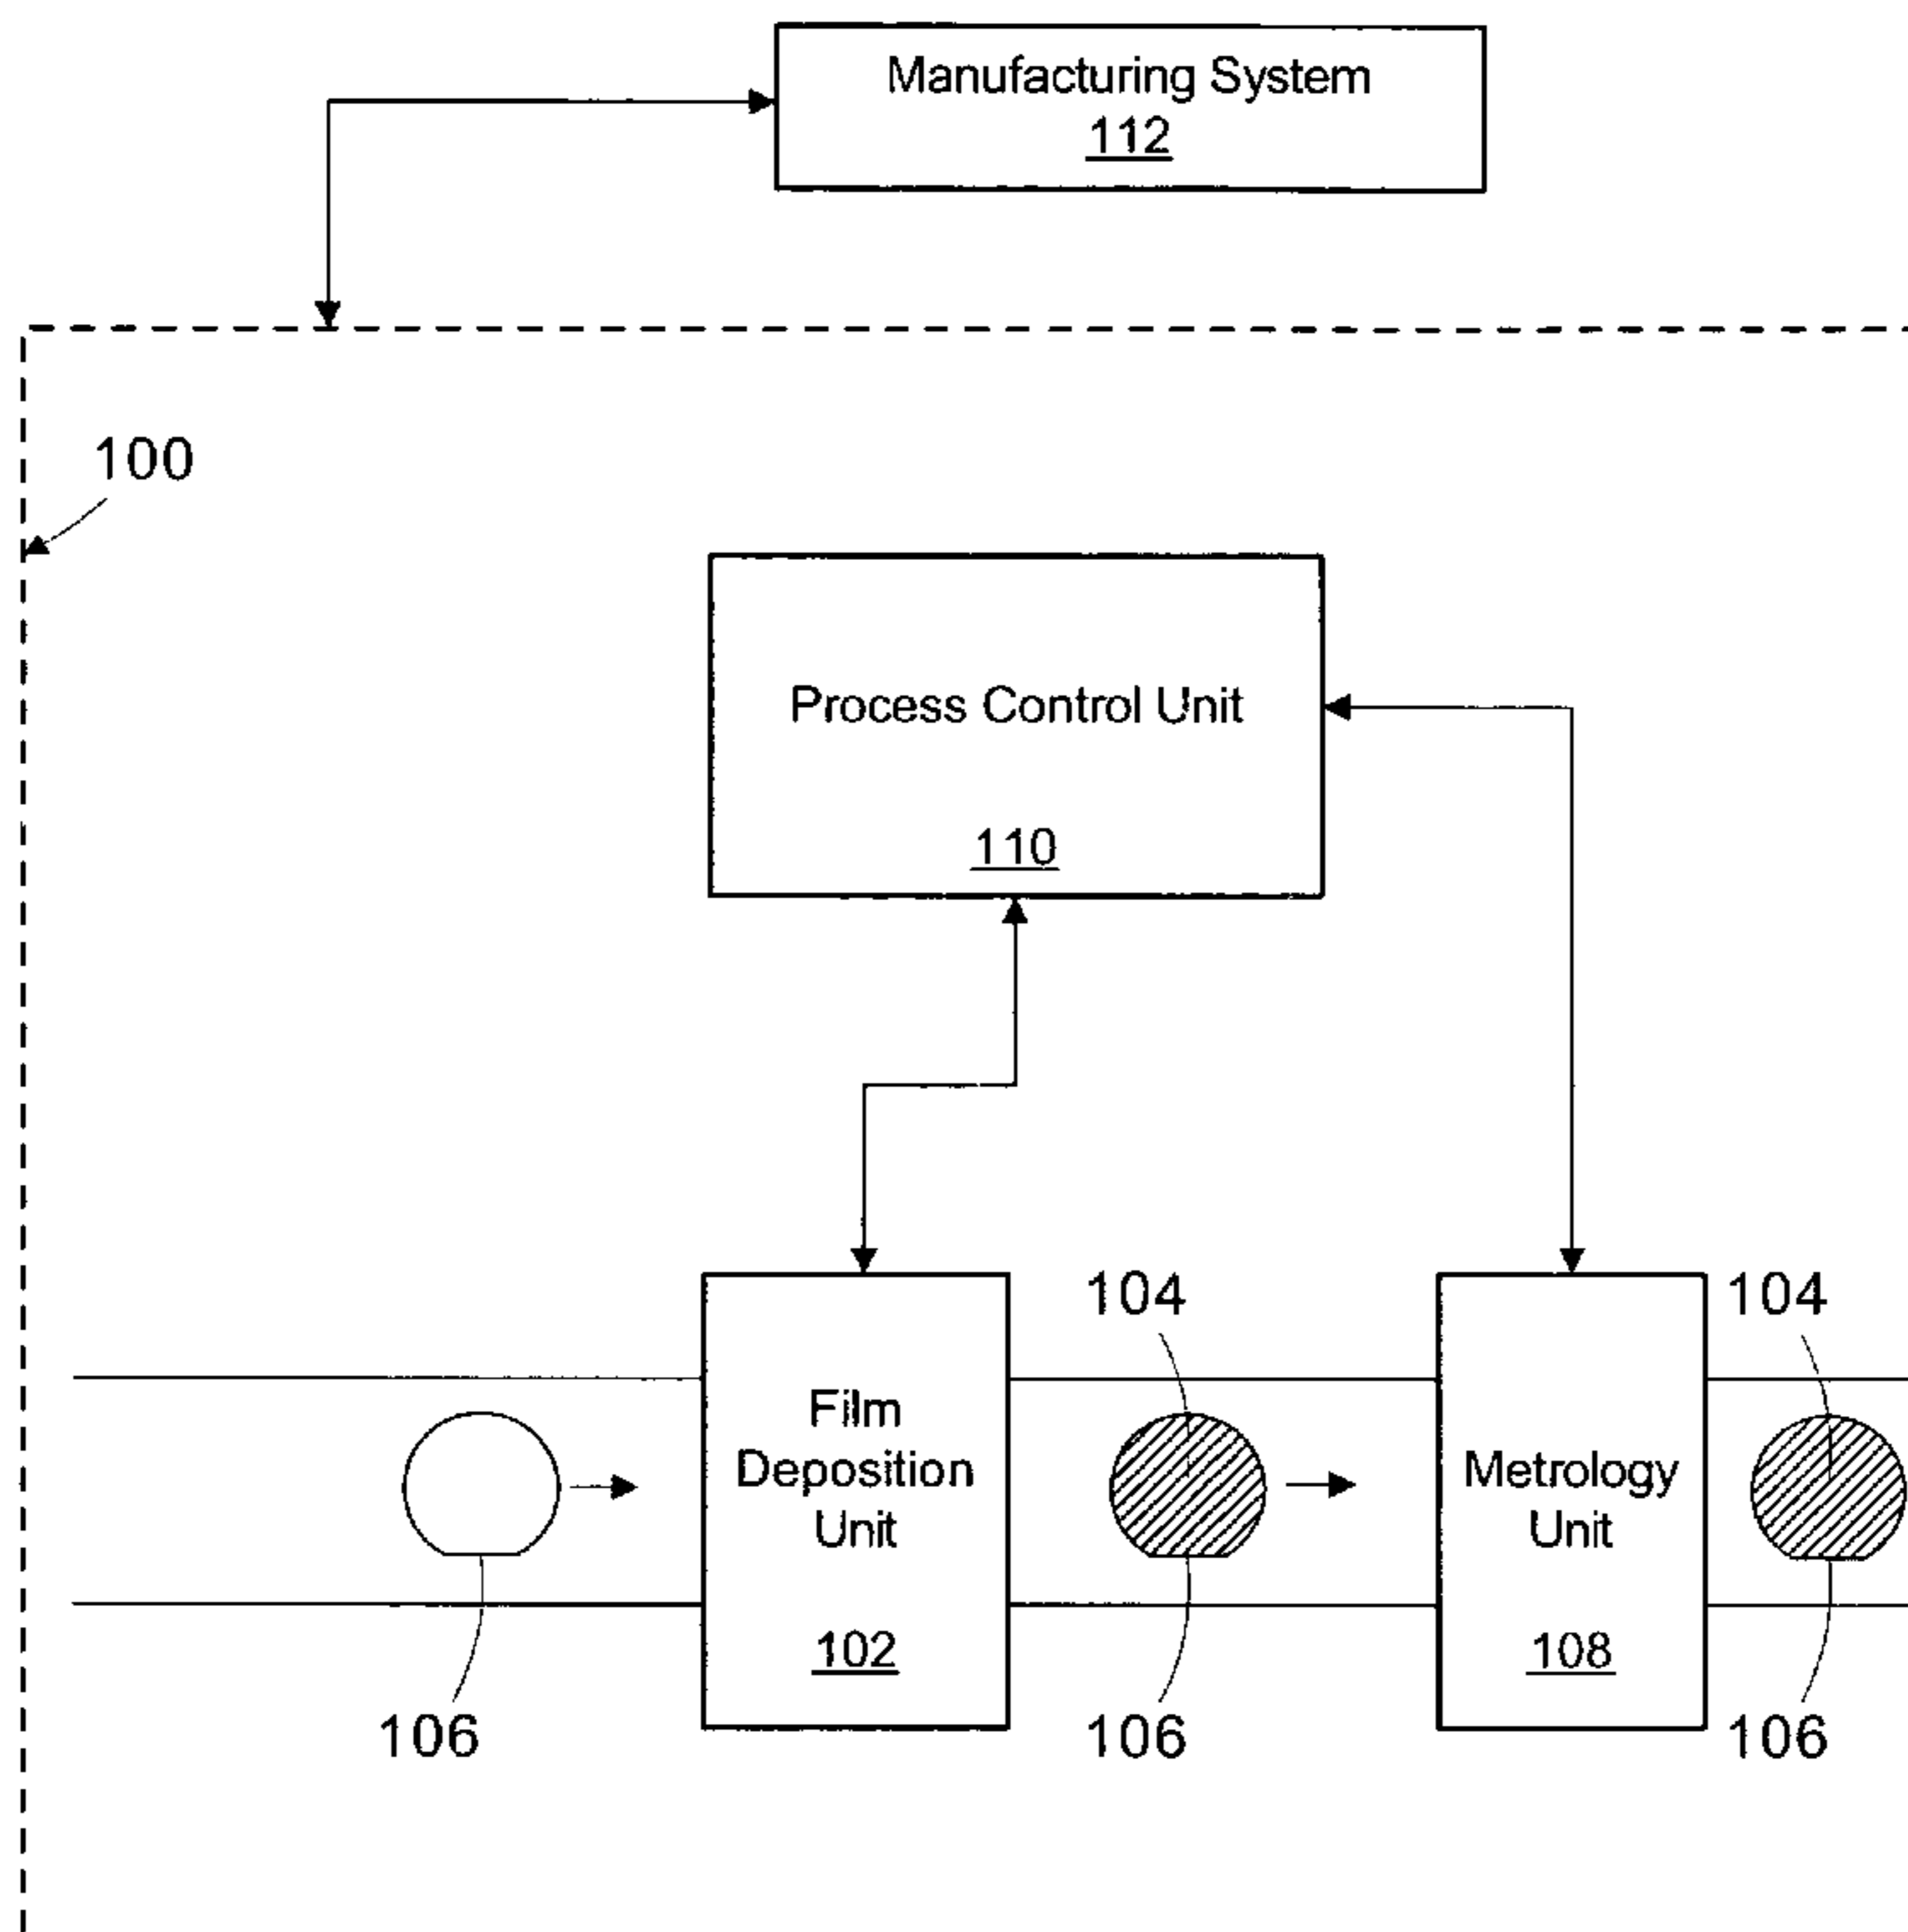 Manufacturing System
112
100
Process Control Unit
110
104
104
Film
Deposition
Unit
Metrology
Unit
102
108
106
106
106